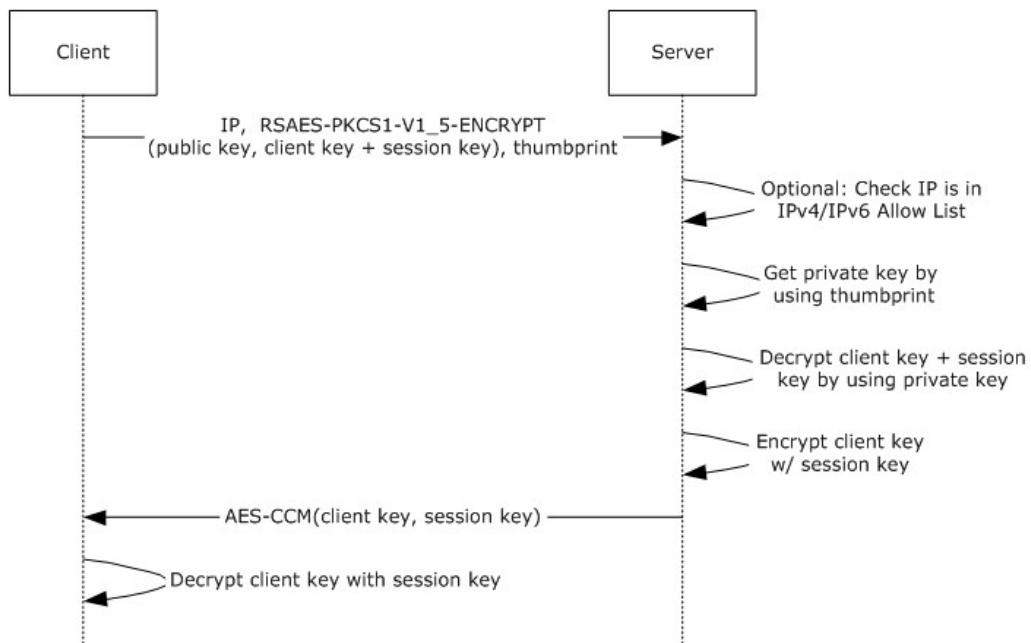 Client
Server
IP,  RSAES-PKCS1-V1_5-ENCRYPT
(public key, client key + session key), thumbprint
Optional: Check IP is in
IPv4/IPv6 Allow List
Get private key by
using thumbprint
Decrypt client key + session
key by using private key
Encrypt client key
w/ session key
AES-CCM(client key, session key)
Decrypt client key with session key